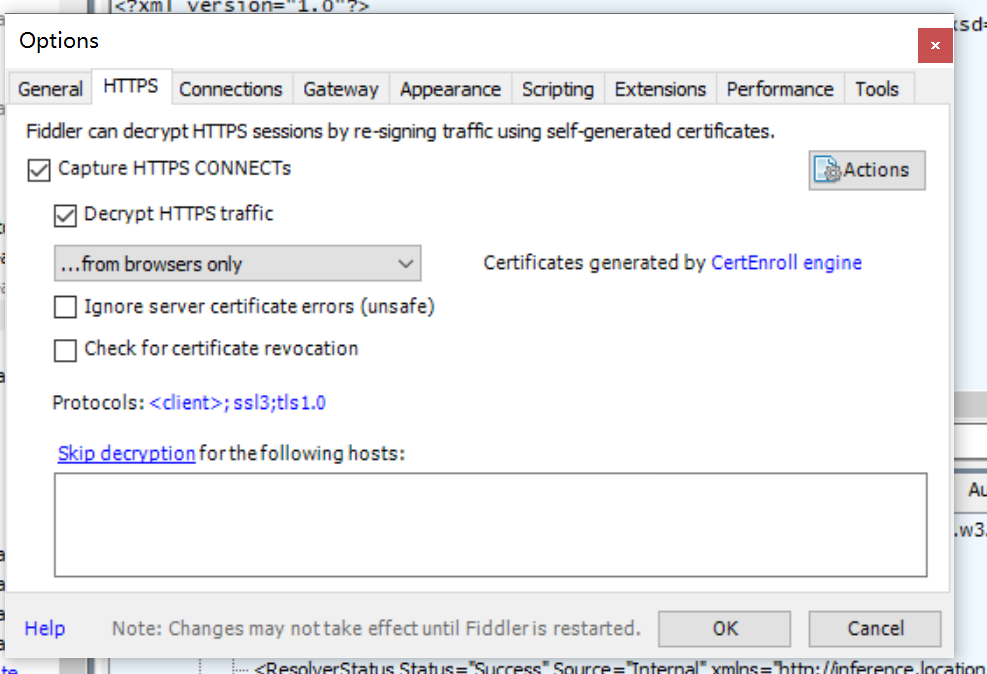 <?xml version="1.0"?>
Options
General HTTPS Connections Gateway Appearance Scripting Extensions Performance Tools
Fiddler can decrypt HTTPS sessions by re-signing traffic using self-generated certificates.
Capture HTTPS CONNECTs
Actions
Decrypt HTTPS traffic
...from browsers only
Certificates generated by CertEnroll engine
Ignore server certificate errors (unsafe)
Check for certificate revocation
Protocols: <client>;ssl3;tls1.0
Skip decryption for the following hosts:
.w3.
Help
Note: Changes may not take effect until Fiddler is restarted.
OK
Cancel
<ResolverStatus Status="Success" Source="Internal" xmlns="http://inference.location